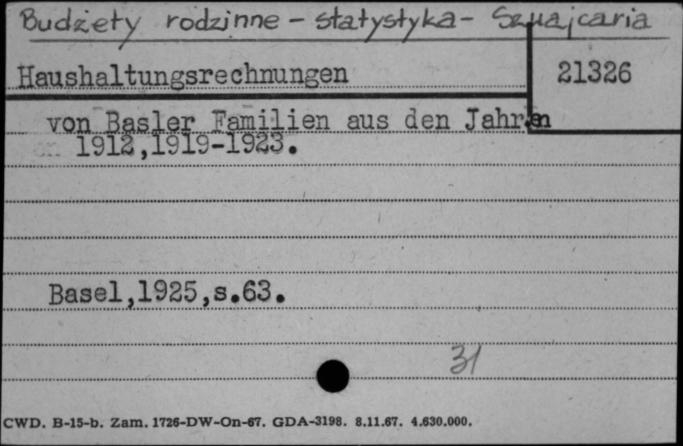 Budżety rodzinne - statystyka - Szwajcaria
Haushaltungsrechnungen
21326
von Basler Familien aus den Jahren
1912,1919-1923.
Basel,1925,s.63.
31
CWD. B-15-b. Zam. 1726-DW-On-67. GDA-3198. 8.11.67. 4.630.000.